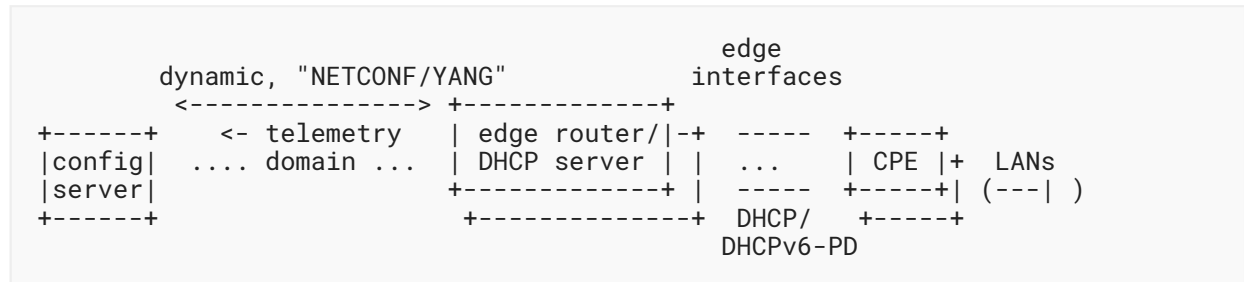 edge
dynamic, "NETCONF/YANG" interfaces
<---------------> +-------------+
+------+ <- telemetry | edge router/|-+ ----- +-----+
|config| .... domain ... | DHCP server | | ... | CPE |+ LANs
|server| +-------------+ | ----- +-----+| (---| )
+------+ +--------------+ DHCP/ +-----+
DHCPv6-PD